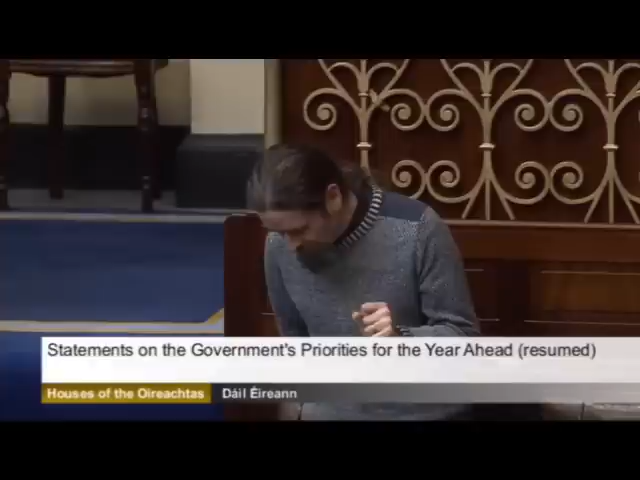 Statements on the Government's Priorities for the Year Ahead (resumed)
Houses of the Oireachtas Dáil Éireann